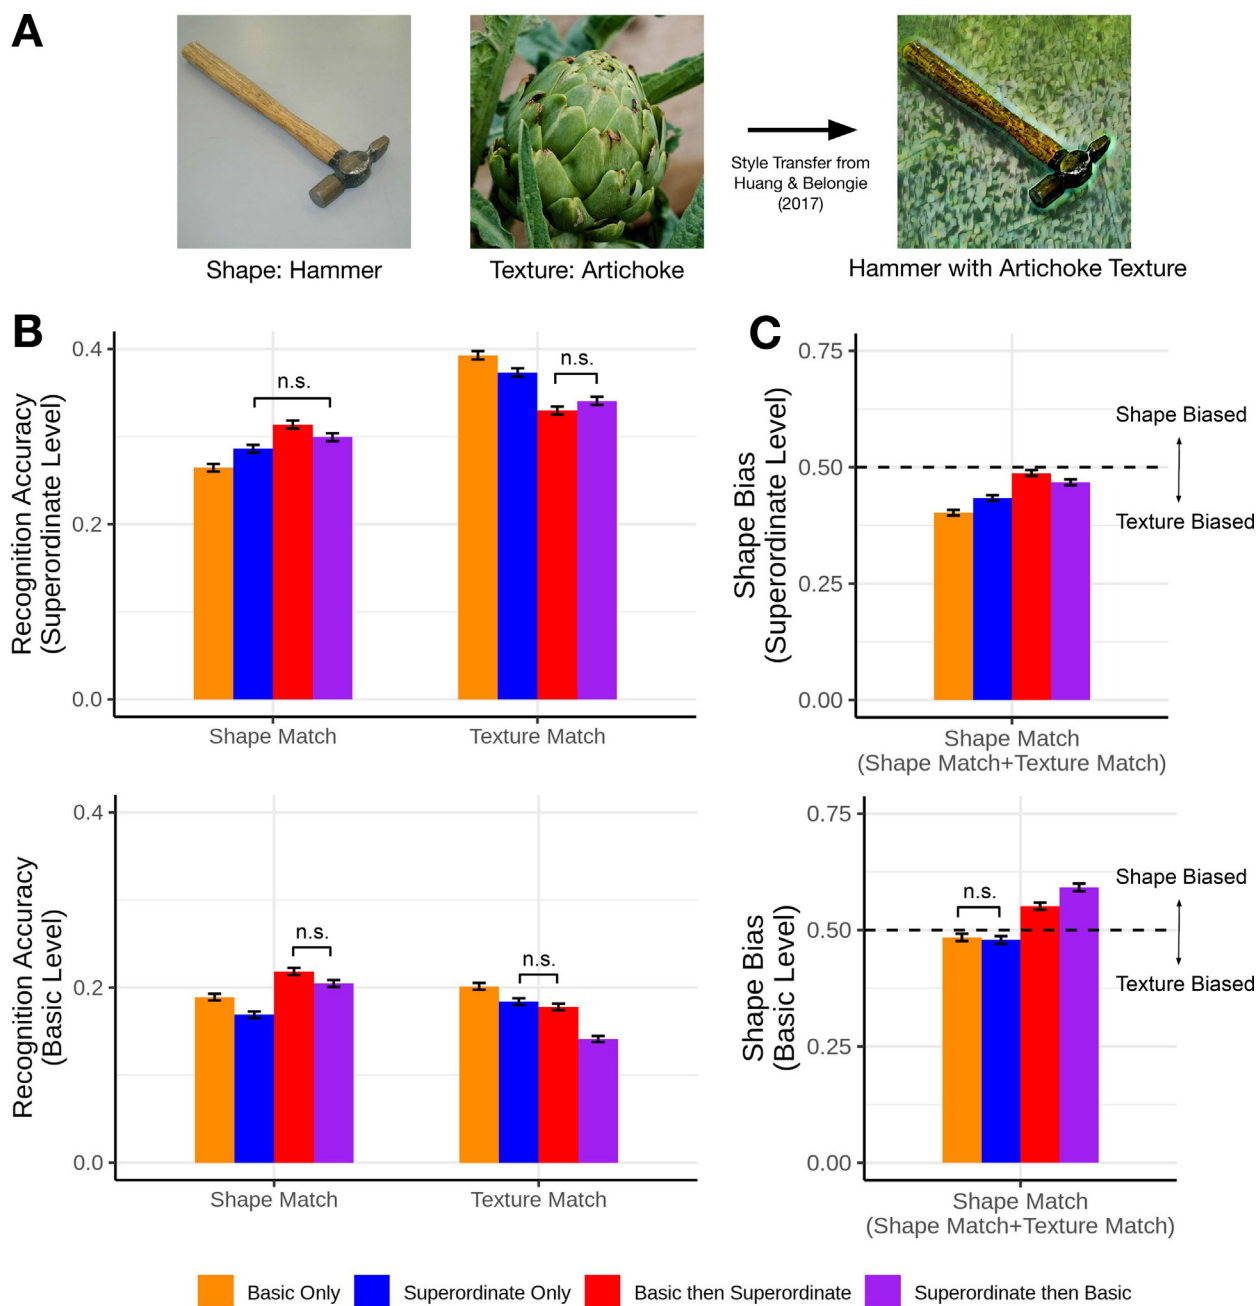 A
Style Transfer from
Huang & Belongie
(2017)
Shape: Hammer
Texture: Artichoke
Hammer with Artichoke Texture
B
Recognition Accuracy
(Superordinate Level)
0.4
0.2
0.0
n.s.
n.s.
Shape Match
Texture Match
C
Shape Bias
(Superordinate Level)
0.75
0.50
0.25
0.00
Shape Biased
Texture Biased
Shape Match
(Shape Match+Texture Match)
Recognition Accuracy
(Basic Level)
0.4
0.2
0.0
n.s.
n.s.
Shape Match
Texture Match
Shape Bias
(Basic Level)
0.75
0.50
0.25
0.00
n.s.
Shape Biased
Texture Biased
Shape Match
(Shape Match+Texture Match)
Basic Only
Superordinate Only
Basic then Superordinate
Superordinate then Basic